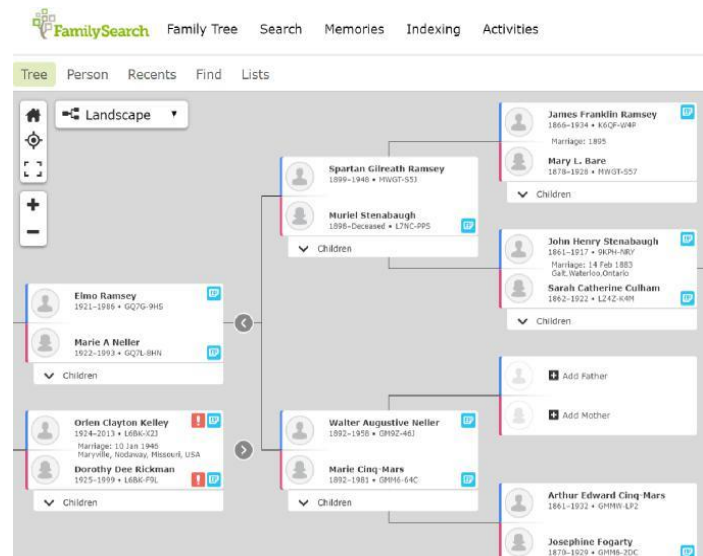 FamilySearch Family Tree Search Memories Indexing Activities
Tree Person Recents Find Lists
Landscape
Elmo Ramsey
1921-1986 • GQ7G-9HS
Marie A Neller
1922-1993 • GQ7L-8HN
Children
Orlen Clayton Kelley
1924-2013 • L6BK-X2J
Marriage: 10 Jan 1946
Maryville, Nodaway, Missouri, USA
Dorothy Dee Rickman
1925-1999 • L6BK-F9L
Children
Spartan Gilreath Ramsey
1899-1948 • MWGT-S5J
Muriel Stenabaugh
1898-Deceased • L7NC-PP5
Children
Walter Augustive Neller
1892-1958 • GM9Z-46J
Marie Cinq-Mars
1892-1981 • GMM6-64C
Children
James Franklin Ramsey
1866-1934 • K6QF-W4P
Marriage: 1895
Mary L. Bare
1878-1928 • MWGT-S57
Children
John Henry Stenabaugh
1861-1917 • 9KPH-NRY
Marriage: 14 Feb 1883
Galt, Waterloo, Ontario
Sarah Catherine Culham
1862-1922 • LZ4Z-K4M
Children
Add Father
Add Mother
Arthur Edward Cinq-Mars
1861-1932 • GMMW-LP2
Josephine Fogarty
1870-1929 • GMM6-2DC